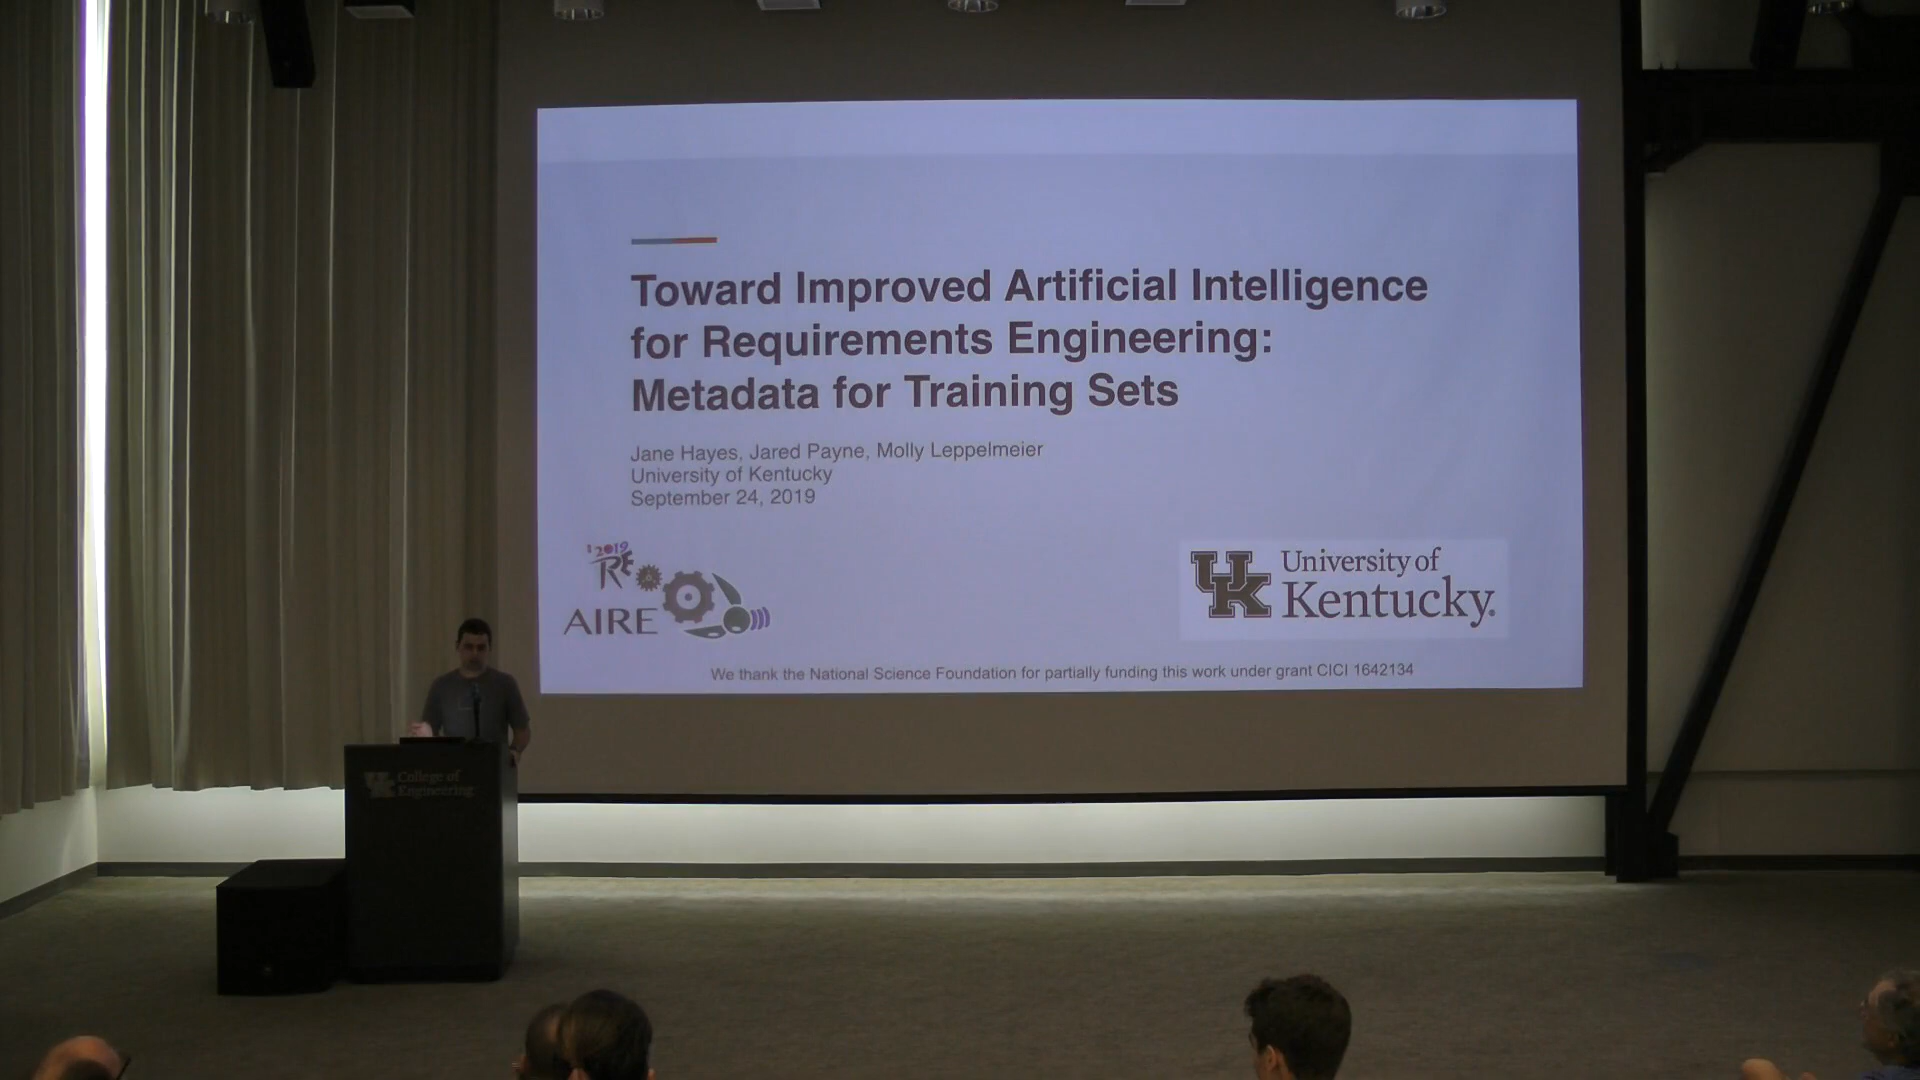 Toward Improved Artificial Intelligence
for Requirements Engineering:
Metadata for Training Sets
Jane Hayes, Jared Payne, Molly Leppelmeier
University of Kentucky
September 24, 2019
2019
RE
AIRE
UK
University of
Kentucky.
We thank the National Science Foundation for partially funding this work under grant CICI 1642134
UK
College of
Engineering